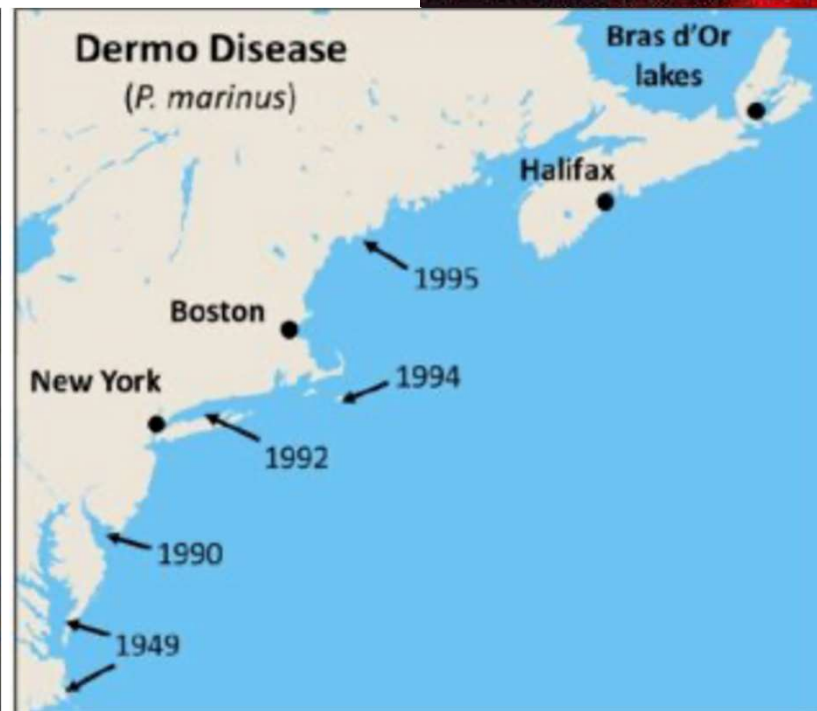 Dermo Disease
(P. marinus)
Bras d'Or
lakes
Halifax
1995
Boston
1994
New York
1992
1990
1949